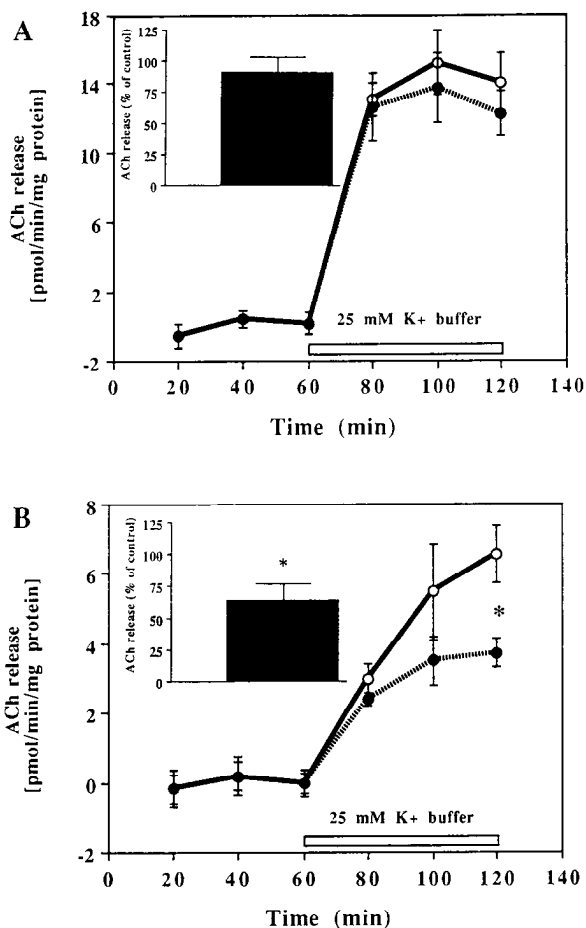 A
ACh release
[pmol/min/mg protein]
18
14
10
6
2
-2
ACh release (% of control)
125
100
75
50
25
0
25 mM K+ buffer
0 20 40 60 80 100 120 140
Time (min)
B
ACh release
[pmol/min/mg protein]
8
6
4
2
0
-2
ACh release (% of control)
125
100
75
50
25
0
*
*
25 mM K+ buffer
0 20 40 60 80 100 120 140
Time (min)